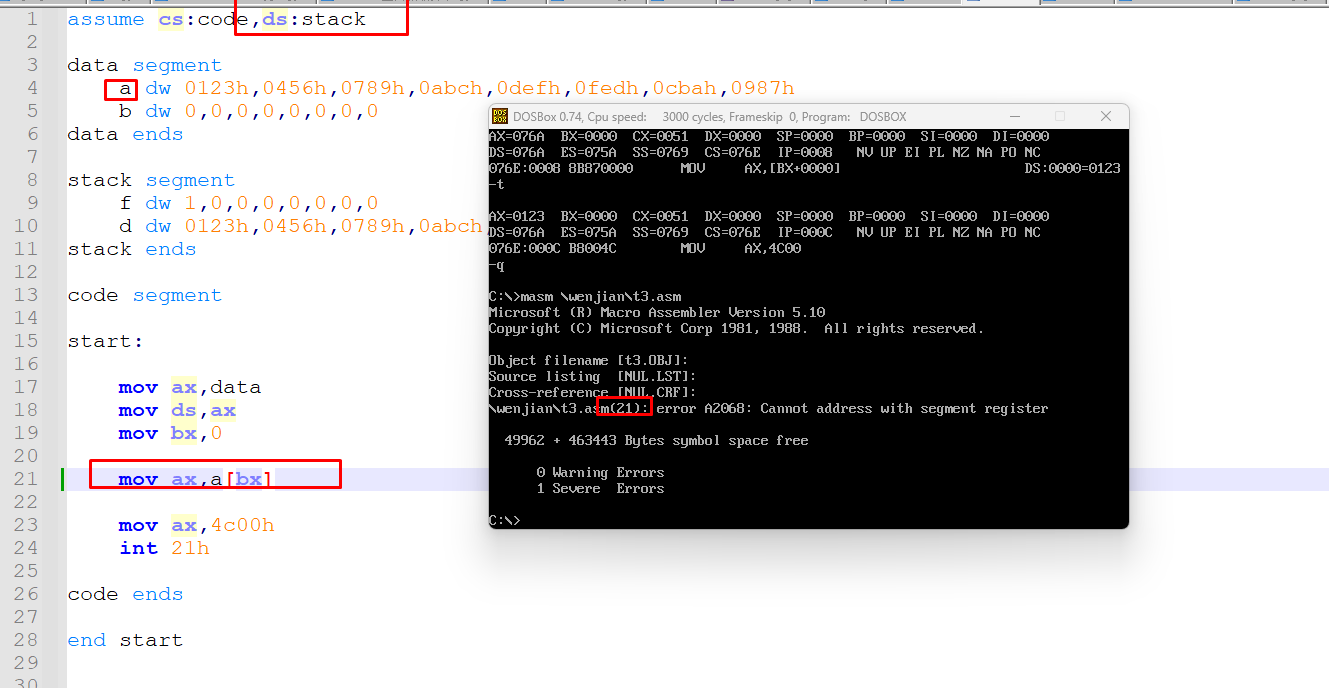 1 assume cs:code,ds:stack
2
3 data segment
4 a dw 0123h,0456h,0789h,0abch,0defh,0fedh,0cbah,0987h
5 b dw 0,0,0,0,0,0,0,0
6 data ends
7
8 stack segment
9 f dw 1,0,0,0,0,0,0,0
10 d dw 0123h,0456h,0789h,0abch
11 stack ends
12
13 code segment
14
15 start:
16
17 mov ax,data
18 mov ds,ax
19 mov bx,0
20
21 mov ax,a[bx]
22
23 mov ax,4c00h
24 int 21h
25
26 code ends
27
28 end start
29
30
DOSBox 0.74, Cpu speed: 3000 cycles, Frameskip 0, Program: DOSBOX
AX=076A BX=0000 CX=0051 DX=0000 SP=0000 BP=0000 SI=0000 DI=0000
DS=076A ES=075A SS=0769 CS=076E IP=0008 NV UP EI PL NZ NA PO NC
076E:0008 8B870000 MOV AX,[BX+0000] DS:0000=0123
-t
AX=0123 BX=0000 CX=0051 DX=0000 SP=0000 BP=0000 SI=0000 DI=0000
DS=076A ES=075A SS=0769 CS=076E IP=000C NV UP EI PL NZ NA PO NC
076E:000C B8004C MOV AX,4C00
-q
C:\>masm \wenjian\t3.asm
Microsoft (R) Macro Assembler Version 5.10
Copyright (C) Microsoft Corp 1981, 1988. All rights reserved.
Object filename [t3.OBJ]:
Source listing [NUL.LST]:
Cross-reference [NUL.CRF]:
\wenjian\t3.asm(21): error A2068: Cannot address with segment register
49962 + 463443 Bytes symbol space free
0 Warning Errors
1 Severe Errors
C:\>